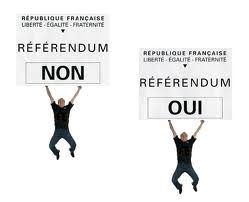 RÉPUBLIQUE FRANÇAISE
LIBERTÉ - ÉGALITÉ - FRATERNITÉ
RÉFÉRENDUM
NON
RÉPUBLIQUE FRANÇAISE
LIBERTÉ - ÉGALITÉ - FRATERNITÉ
RÉFÉRENDUM
OUI